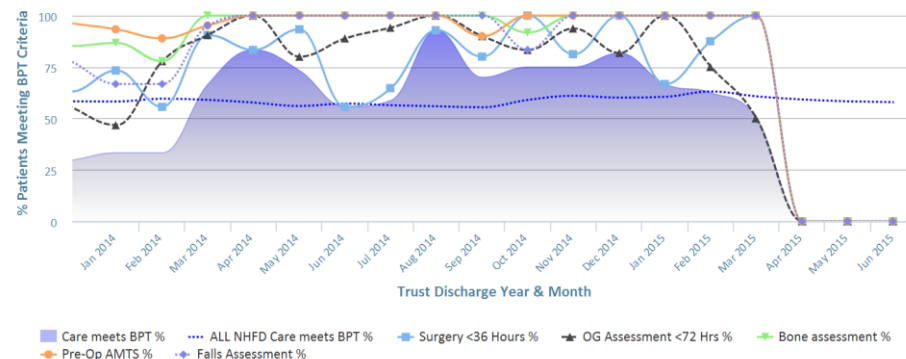 % Patients Meeting BPT Criteria
100
75
50
25
0
Jan 2014
Feb 2014
Mar 2014
Apr 2014
May 2014
Jun 2014
Jul 2014
Aug 2014
Sep 2014
Oct 2014
Nov 2014
Dec 2014
Jan 2015
Feb 2015
Mar 2015
Apr 2015
May 2015
Jun 2015
Trust Discharge Year & Month
Care meets BPT % ALL NHFD Care meets BPT % Surgery <36 Hours % OG Assessment <72 Hrs % Bone assessment %
Pre-Op AMTS % Falls Assessment %